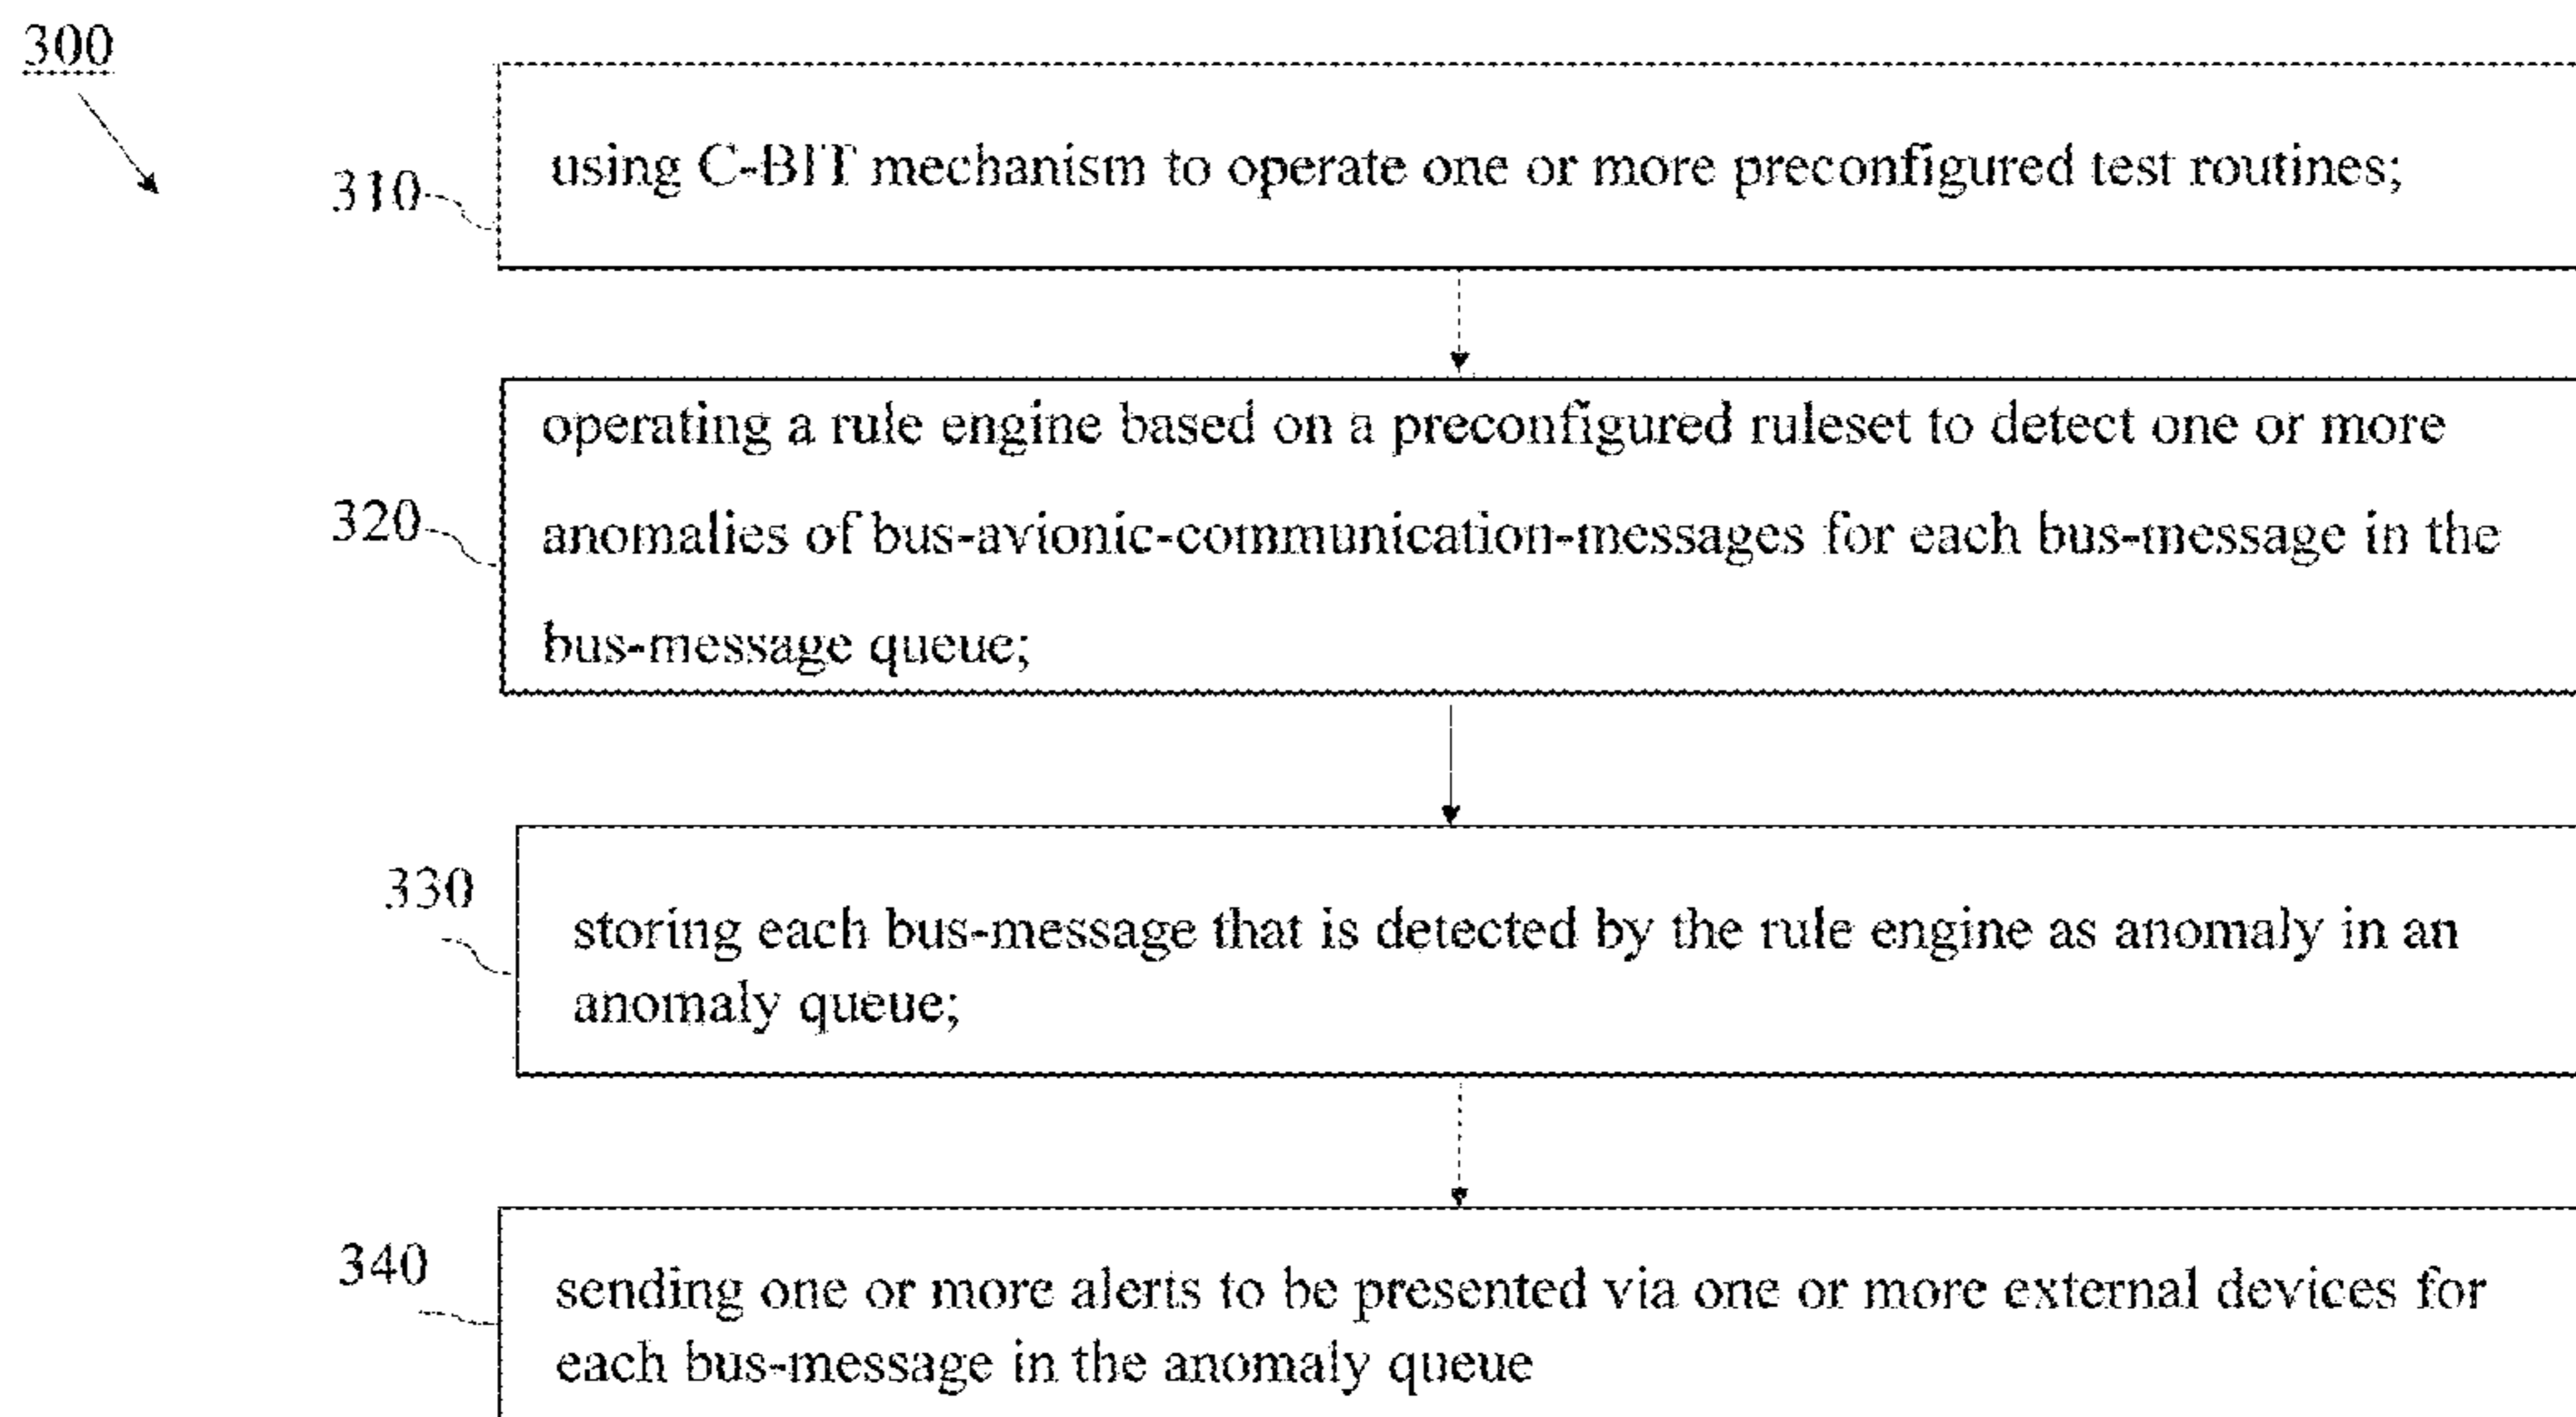 300
310
using C-BIT mechanism to operate one or more preconfigured test routines;
320
operating a rule engine based on a preconfigured ruleset to detect one or more
anomalies of bus-avionic-communication-messages for each bus-message in the
bus-message queue;
330
storing each bus-message that is detected by the rule engine as anomaly in an
anomaly queue;
340
sending one or more alerts to be presented via one or more external devices for
each bus-message in the anomaly queue